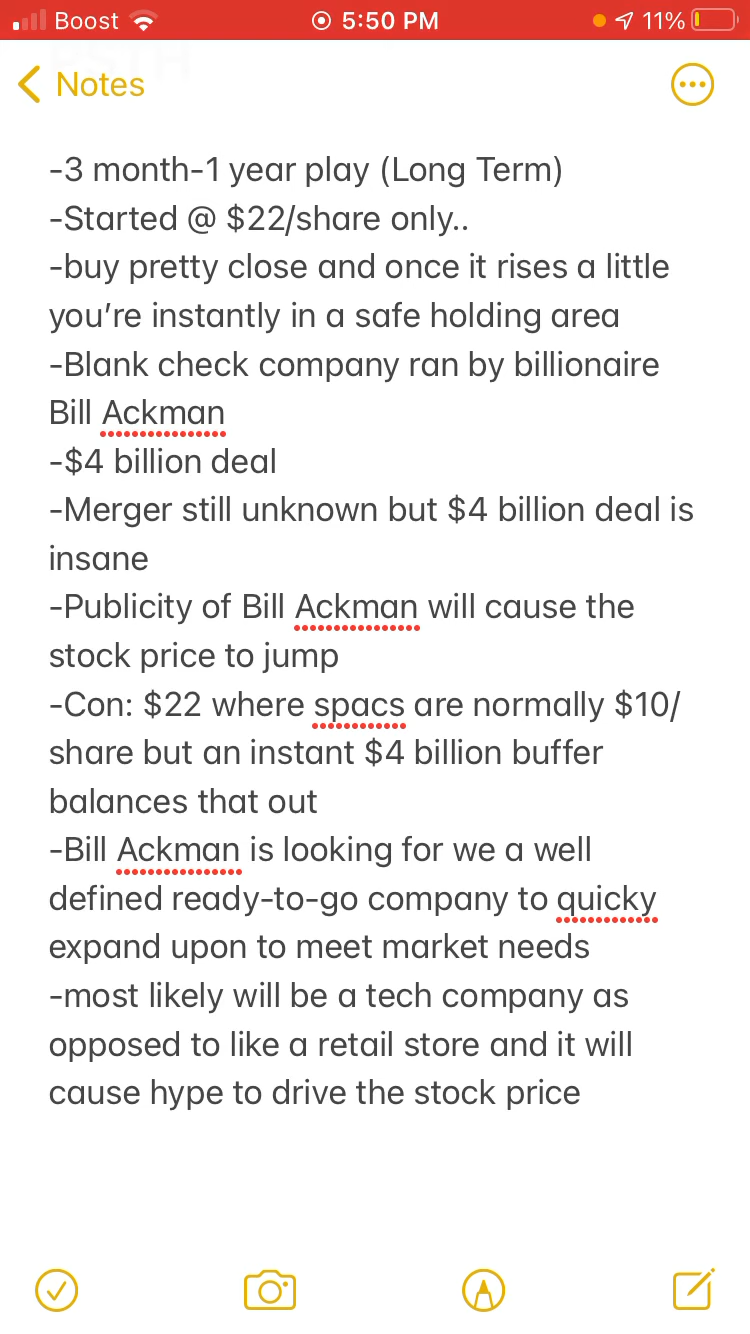 Boost 5:50 PM 11%
Notes
-3 month-1 year play (Long Term)
-Started @ $22/share only..
-buy pretty close and once it rises a little
you're instantly in a safe holding area
-Blank check company ran by billionaire
Bill Ackman
-$4 billion deal
-Merger still unknown but $4 billion deal is
insane
-Publicity of Bill Ackman will cause the
stock price to jump
-Con: $22 where spacs are normally $10/
share but an instant $4 billion buffer
balances that out
-Bill Ackman is looking for we a well
defined ready-to-go company to quicky
expand upon to meet market needs
-most likely will be a tech company as
opposed to like a retail store and it will
cause hype to drive the stock price